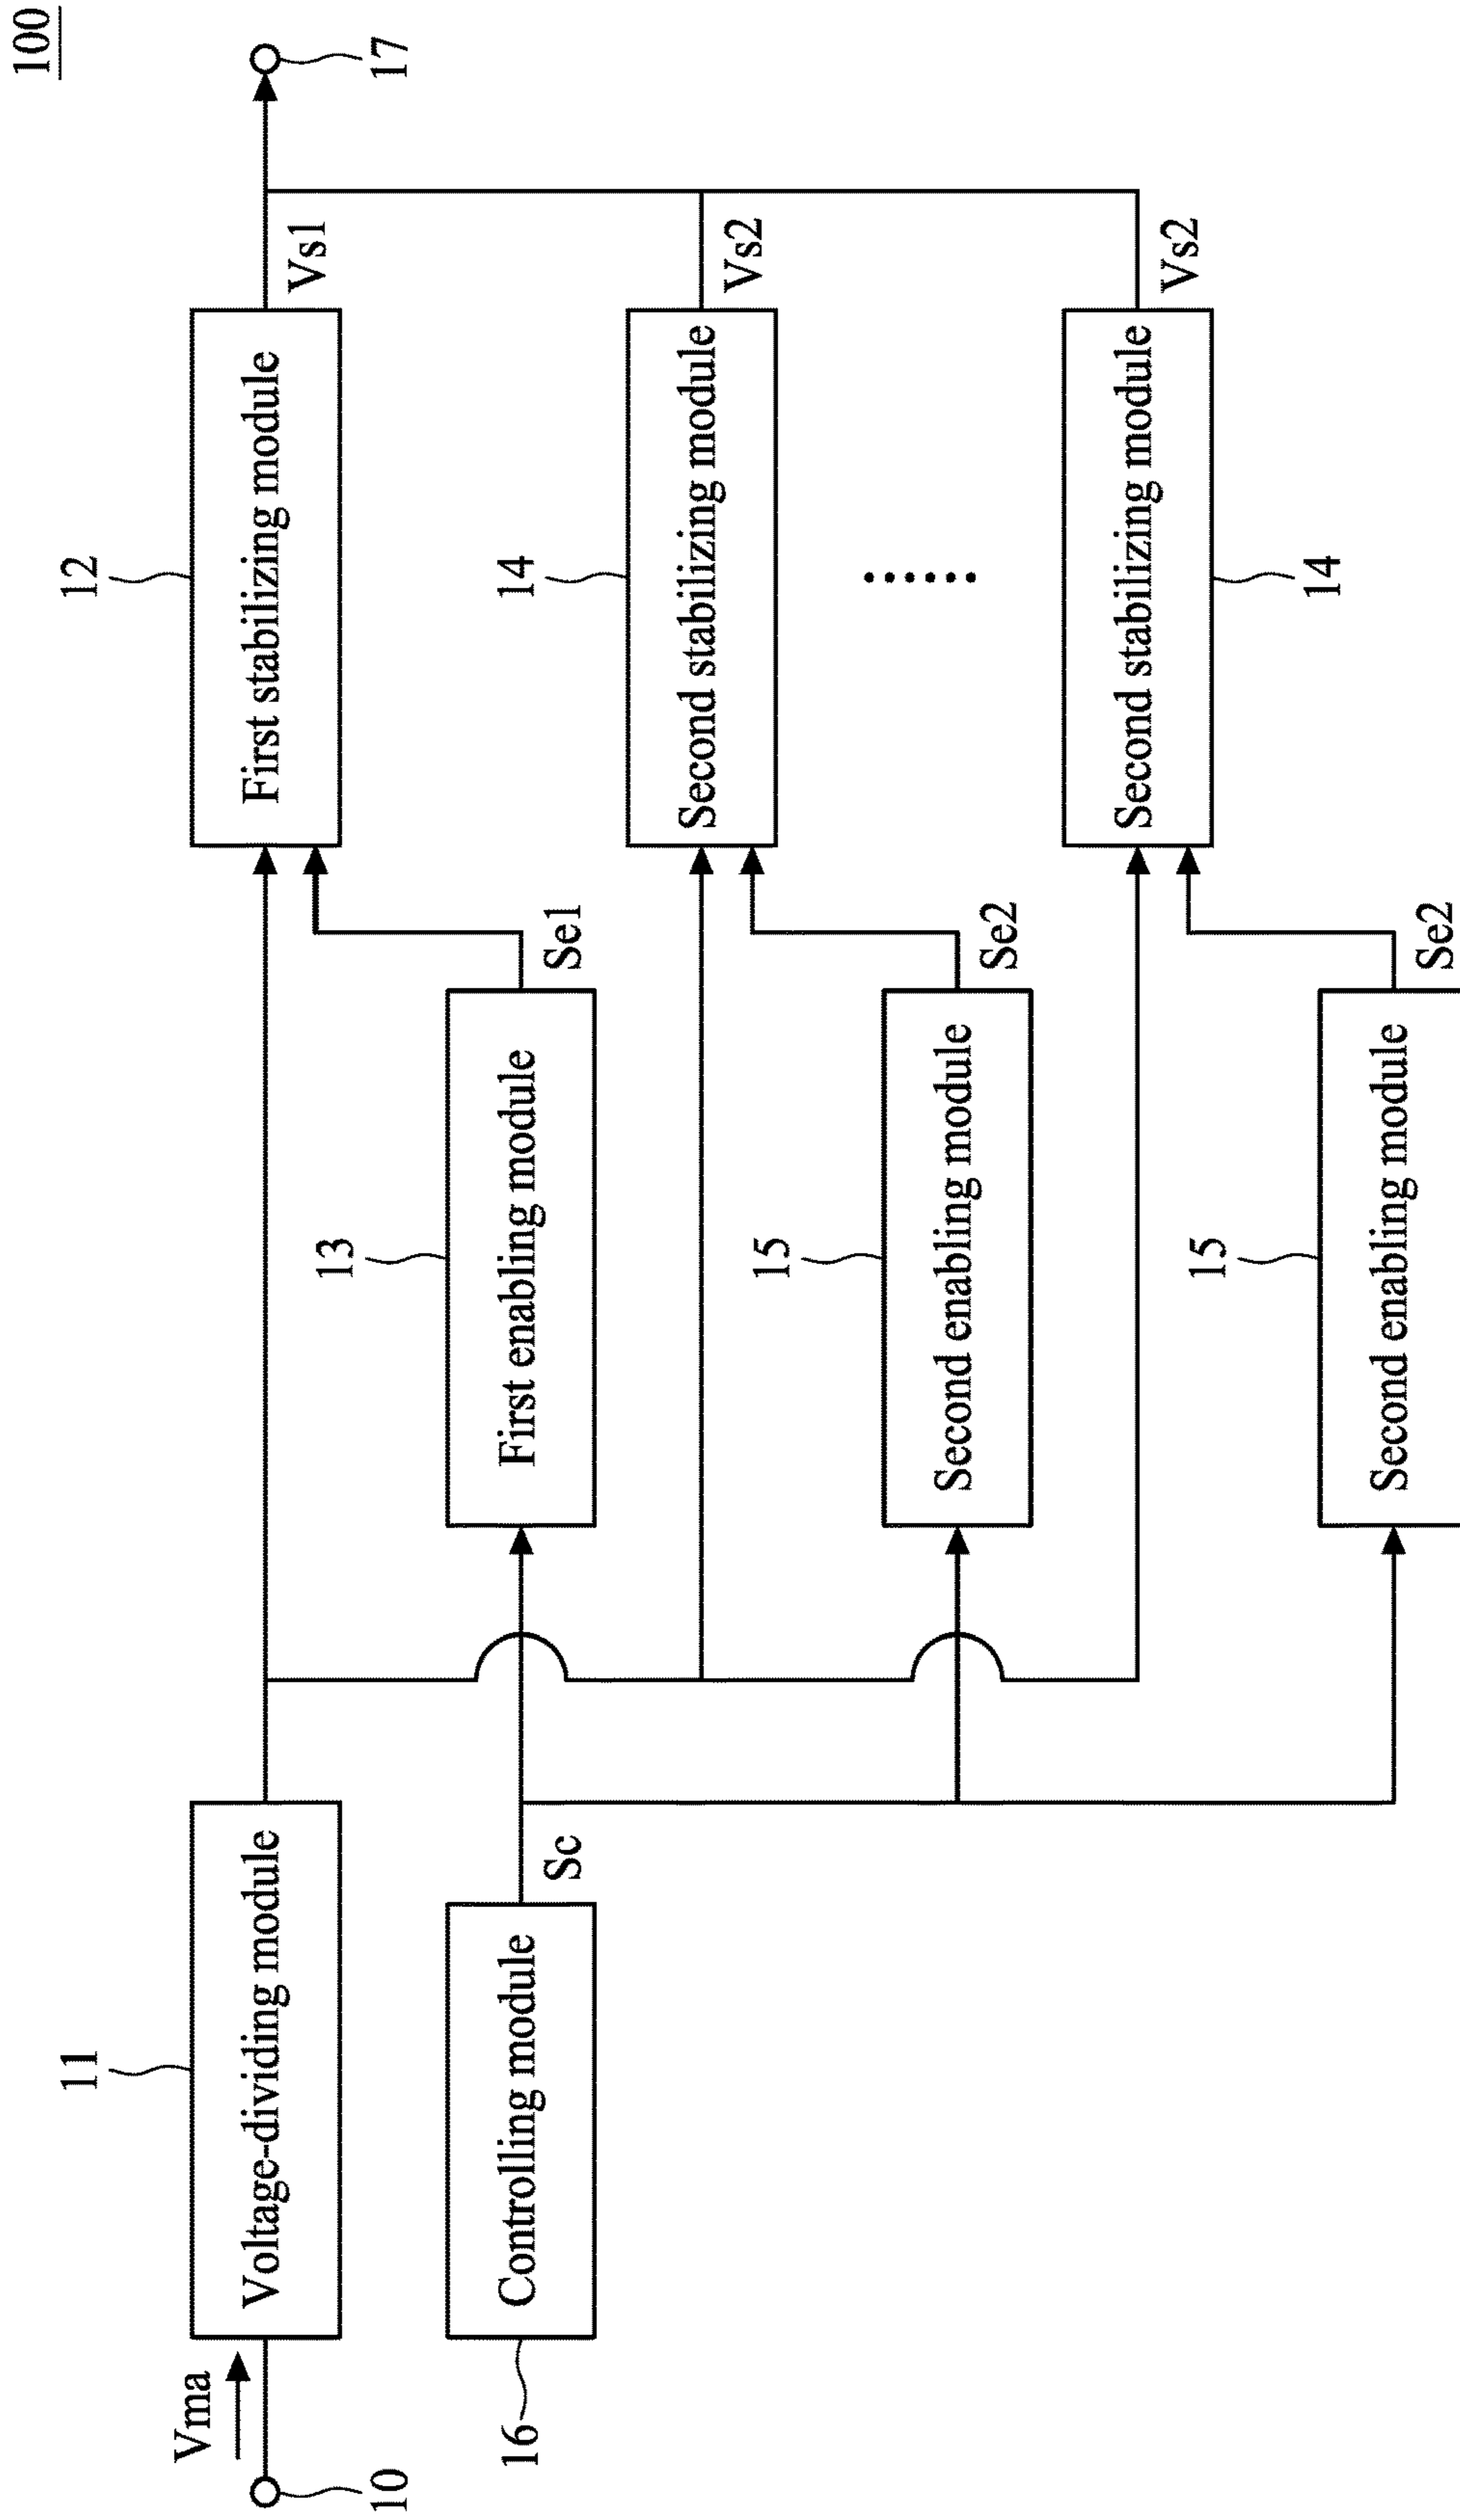 100
Vma
10
11
Voltage-dividing module
12
First stabilizing module
Vs1
17
16
Controlling module
Sc
13
First enabling module
Se1
14
Second stabilizing module
Vs2
15
Second enabling module
Se2
Second stabilizing module
14
Vs2
15
Second enabling module
Se2